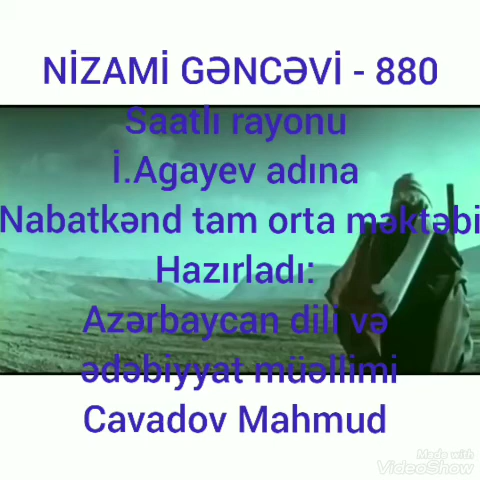 NİZAMİ GƏNCƏVİ - 880
Saatlı rayonu
İ.Agayev adına
Nabatkənd tam orta məktəbi
Hazırladı:
Azərbaycan dili və
ədəbiyyat müəllimi
Cavadov Mahmud
Made with
VideoShow